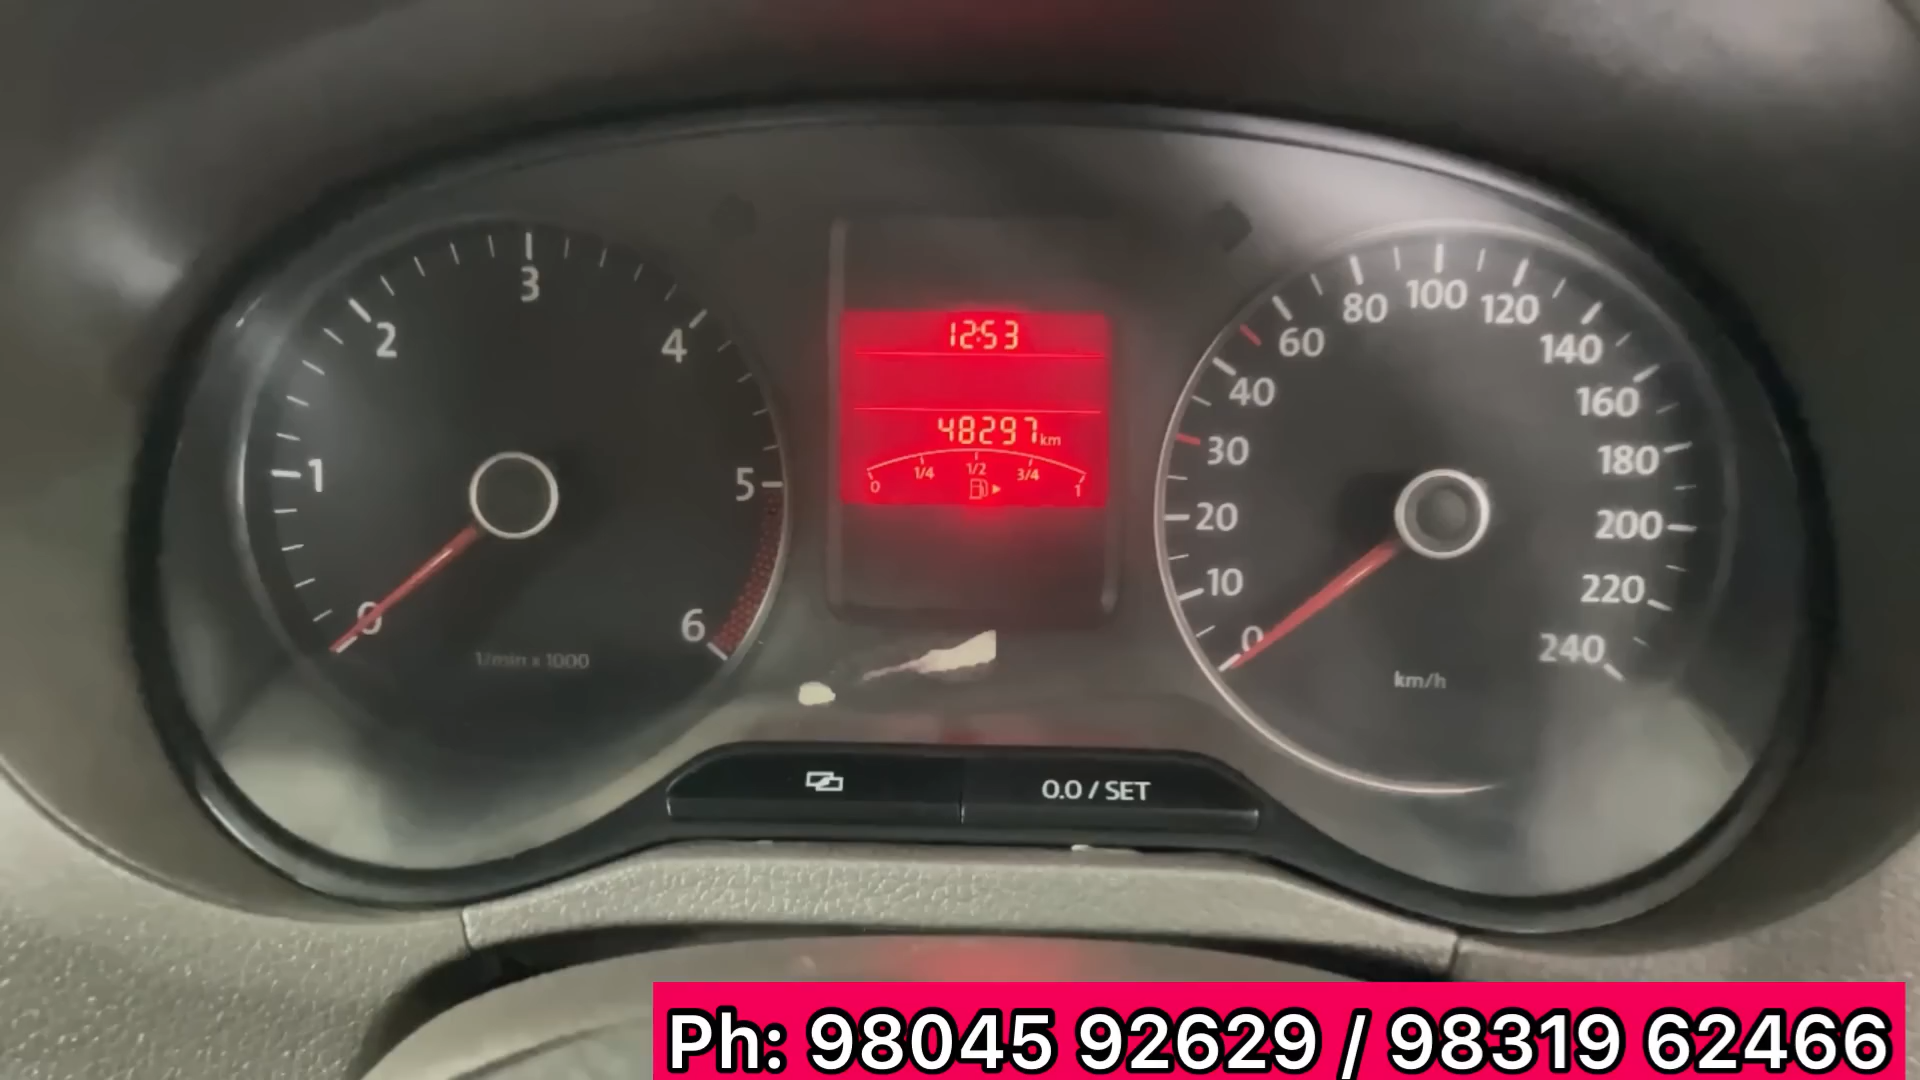 12:53
48297 km
0 1/4 1/2 3/4 1
0 1 2 3 4 5 6
1/min x 1000
0 10 20 30 40 60 80 100 120 140 160 180 200 220 240
km/h
0.0 / SET
Ph: 98045 92629 / 98319 62466